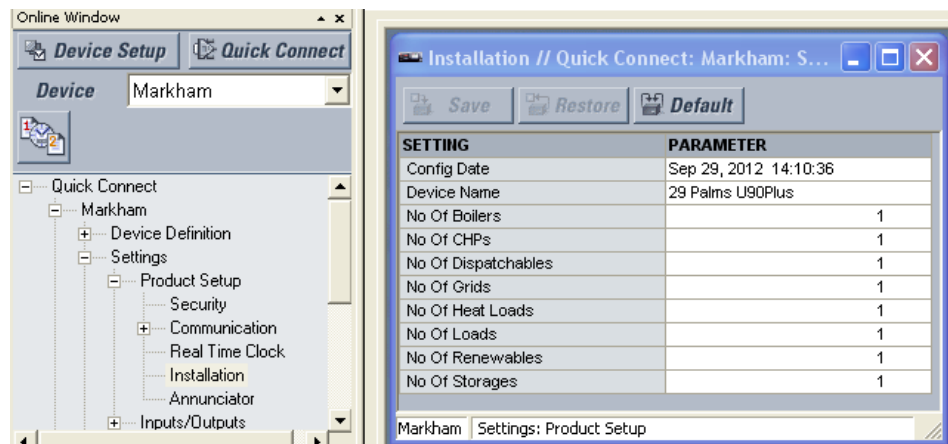 Online Window
Device Setup
Quick Connect
Device
Markham
1
2
Quick Connect
Markham
Device Definition
Settings
Product Setup
Security
Communication
Real Time Clock
Installation
Annunciator
Inputs/Outputs
Installation // Quick Connect: Markham: S...
Save
Restore
Default
SETTING PARAMETER
Config Date Sep 29, 2012 14:10:36
Device Name 29 Palms U90Plus
No Of Boilers 1
No Of CHPs 1
No Of Dispatchables 1
No Of Grids 1
No Of Heat Loads 1
No Of Loads 1
No Of Renewables 1
No Of Storages 1
Markham Settings: Product Setup